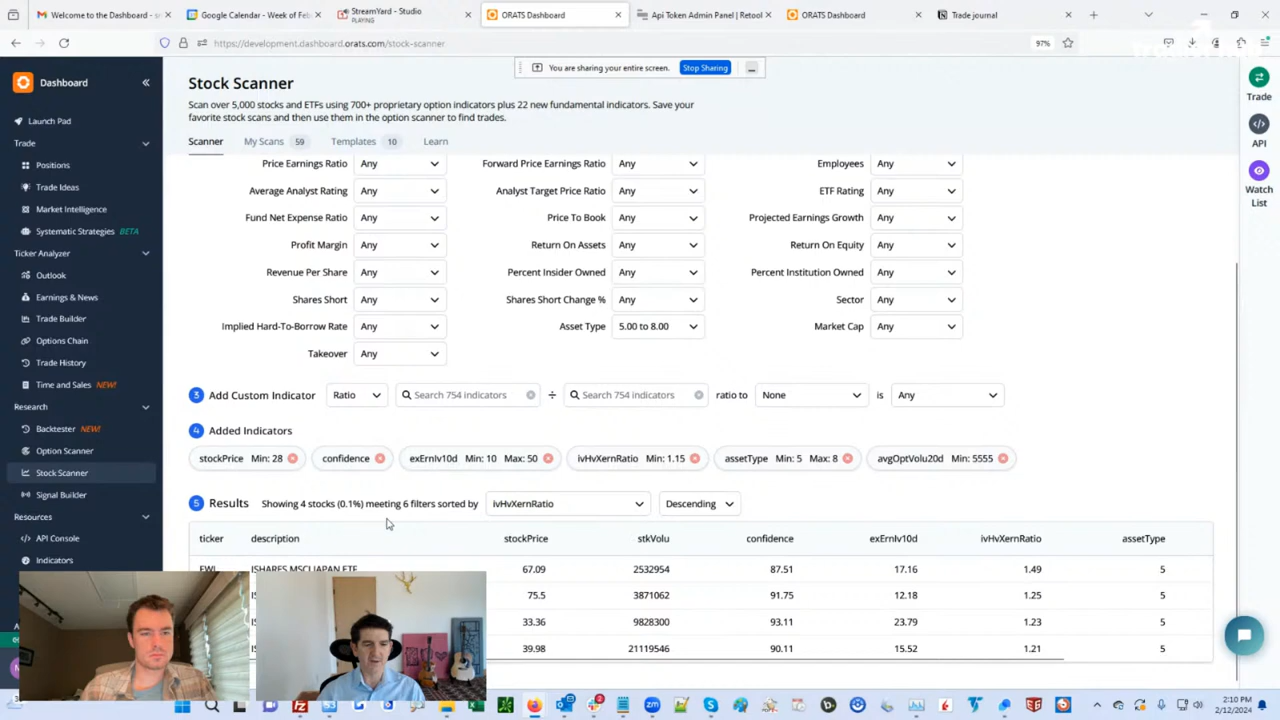 Welcome to the Dashboard - sn
Google Calendar - Week of Feb
StreamYard - Studio
PLAYING
ORATS Dashboard
Api Token Admin Panel | Retool
ORATS Dashboard
Trade journal
https://development.dashboard.orats.com/stock-scanner
97%
You are sharing your entire screen.
Stop Sharing
Dashboard
Launch Pad
Trade
Positions
Trade Ideas
Market Intelligence
Systematic Strategies BETA
Ticker Analyzer
Outlook
Earnings & News
Trade Builder
Options Chain
Trade History
Time and Sales NEW!
Research
Backtester NEW!
Option Scanner
Stock Scanner
Signal Builder
Resources
API Console
Indicators
Stock Scanner
Scan over 5,000 stocks and ETFs using 700+ proprietary option indicators plus 22 new fundamental indicators. Save your
favorite stock scans and then use them in the option scanner to find trades.
Scanner
My Scans 59
Templates 10
Learn
Price Earnings Ratio Any Forward Price Earnings Ratio Any Employees Any
Average Analyst Rating Any Analyst Target Price Ratio Any ETF Rating Any
Fund Net Expense Ratio Any Price To Book Any Projected Earnings Growth Any
Profit Margin Any Return On Assets Any Return On Equity Any
Revenue Per Share Any Percent Insider Owned Any Percent Institution Owned Any
Shares Short Any Shares Short Change % Any Sector Any
Implied Hard-To-Borrow Rate Any Asset Type 5.00 to 8.00 Market Cap Any
Takeover Any
3 Add Custom Indicator Ratio Search 754 indicators ÷ Search 754 indicators ratio to None is Any
4 Added Indicators
stockPrice Min: 28 confidence exErnIv10d Min: 10 Max: 50 ivHvXernRatio Min: 1.15 assetType Min: 5 Max: 8 avgOptVolu20d Min: 5555
5 Results Showing 4 stocks (0.1%) meeting 6 filters sorted by ivHvXernRatio Descending
ticker description stockPrice stkVolu confidence exErnIv10d ivHvXernRatio assetType
EWJ ISHARES MSCI JAPAN ETF 67.09 2532954 87.51 17.16 1.49 5
75.5 3871062 91.75 12.18 1.25 5
33.36 9828300 93.11 23.79 1.23 5
39.98 21119546 90.11 15.52 1.21 5
Trade
API
Watch
List
2:10 PM
2/12/2024